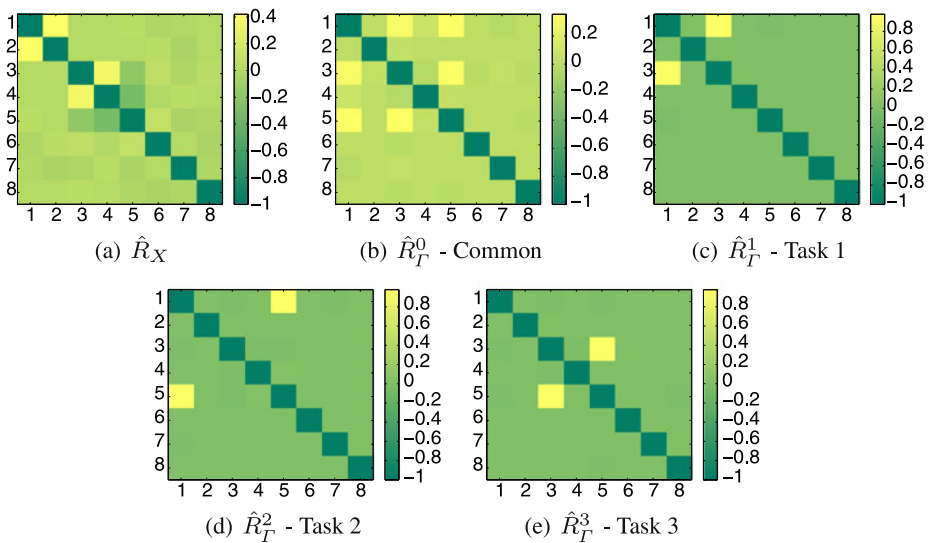 1 2 3 4 5 6 7 8
0.4 0.2 0 −0.2 −0.4 −0.6 −0.8 −1
1 2 3 4 5 6 7 8
(a) R̂_X
1 2 3 4 5 6 7 8
0.2 0 −0.2 −0.4 −0.6 −0.8 −1
1 2 3 4 5 6 7 8
(b) R̂_Γ^0 - Common
1 2 3 4 5 6 7 8
0.8 0.6 0.4 0.2 0 −0.2 −0.4 −0.6 −0.8
1 2 3 4 5 6 7 8
(c) R̂_Γ^1 - Task 1
1 2 3 4 5 6 7 8
0.8 0.6 0.4 0.2 0 −0.2 −0.4 −0.6 −0.8 −1
1 2 3 4 5 6 7 8
(d) R̂_Γ^2 - Task 2
1 2 3 4 5 6 7 8
0.8 0.6 0.4 0.2 0 −0.2 −0.4 −0.6 −0.8 −1
1 2 3 4 5 6 7 8
(e) R̂_Γ^3 - Task 3